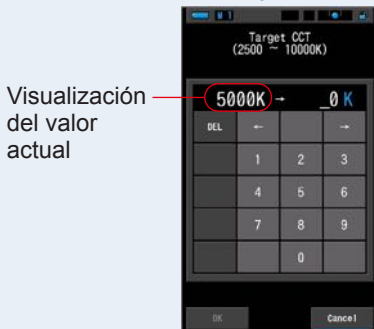 M 1
Target CCT
(2500 ~ 10000K)
Visualización
del valor
actual
5000K → _0 K
DEL ← →
1 2 3
4 5 6
7 8 9
0
OK Cancel